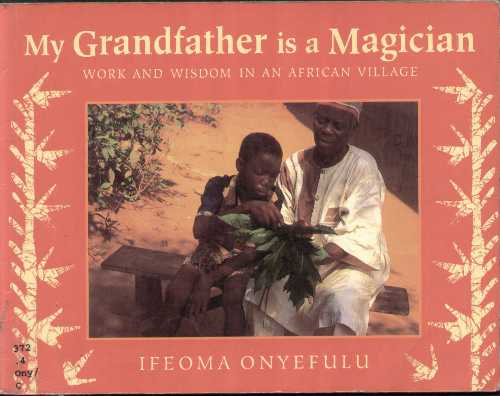 My Grandfather is a Magician
WORK AND WISDOM IN AN AFRICAN VILLAGE
IFEOMA ONYEFULU
372
.4
ony/
C